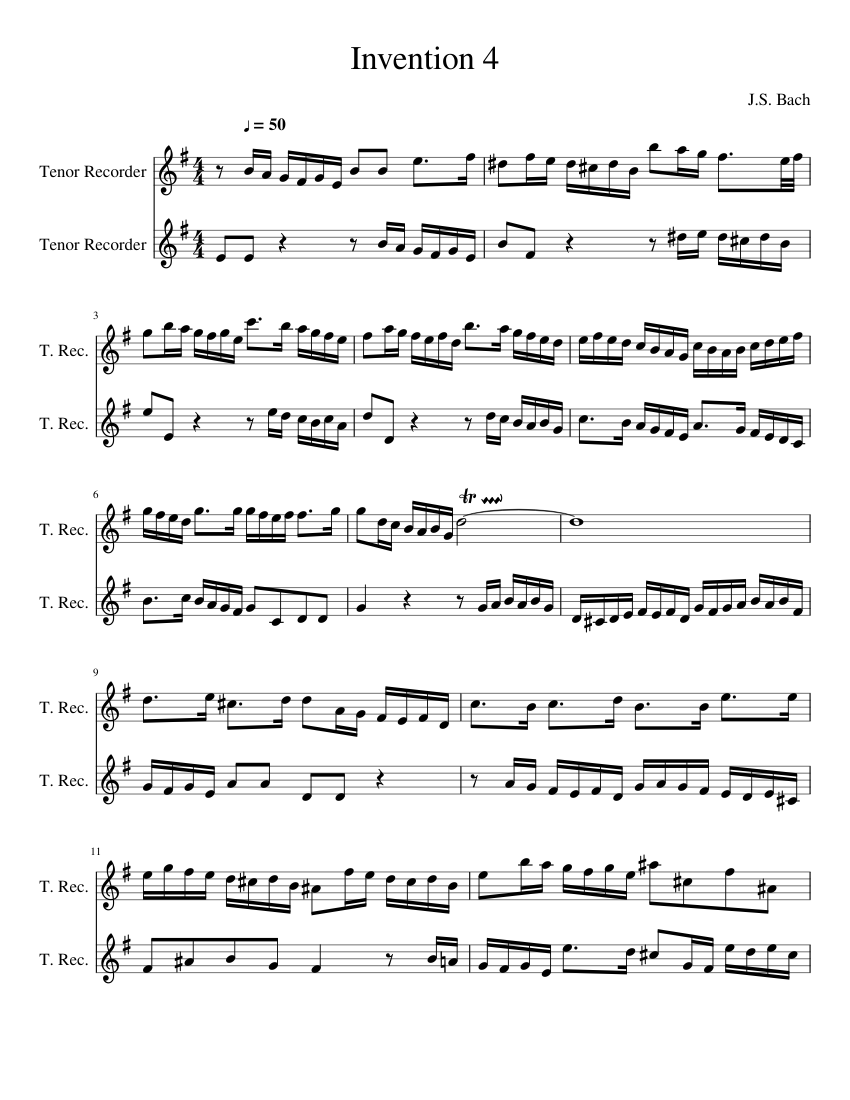 Invention 4
J.S. Bach
♩ = 50
Tenor Recorder
Tenor Recorder
3
T. Rec.
T. Rec.
6
T. Rec.
T. Rec.
9
T. Rec.
T. Rec.
11
T. Rec.
T. Rec.